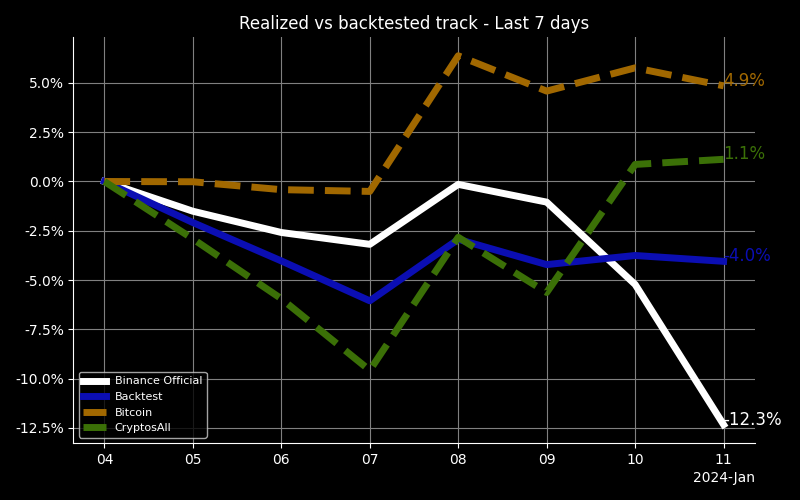 Realized vs backtested track - Last 7 days
5.0%
2.5%
0.0%
-2.5%
-5.0%
-7.5%
-10.0%
-12.5%
4.9%
1.1%
-4.0%
-12.3%
Binance Official
Backtest
Bitcoin
CryptosAll
04 05 06 07 08 09 10 11
2024-Jan